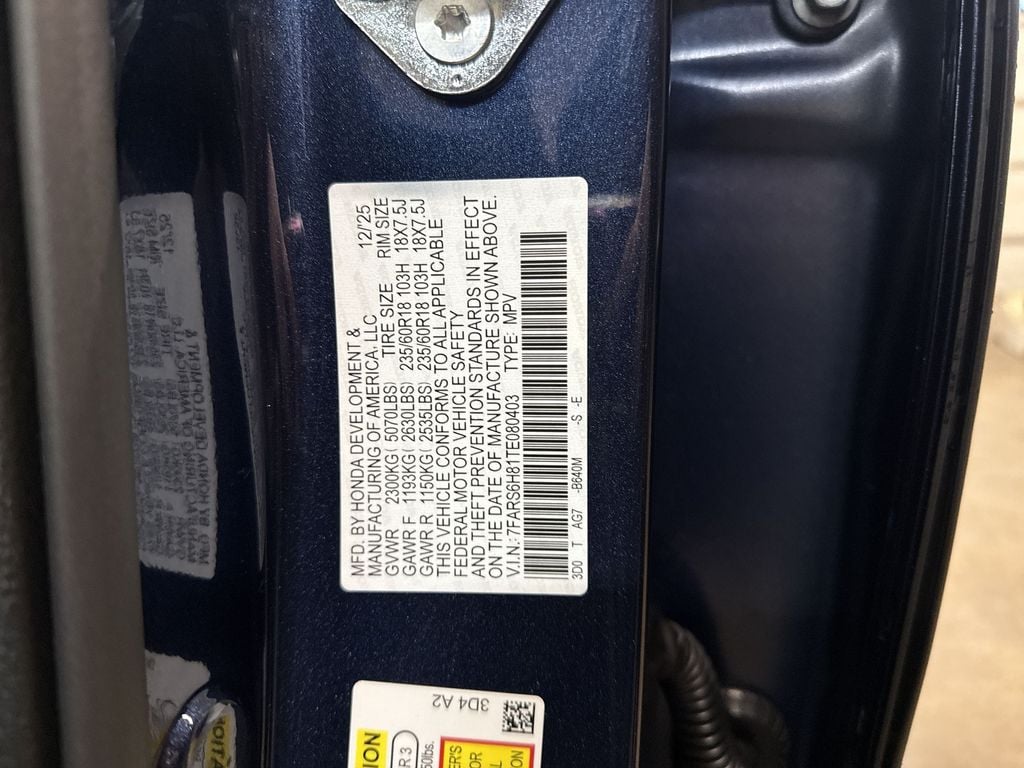 MFD. BY HONDA DEVELOPMENT &
MANUFACTURING OF AMERICA, LLC 12/'25
GVWR 2300KG( 5070LBS) TIRE SIZE RIM SIZE
GAWR F 1193KG( 2630LBS) 235/60R18 103H 18X7.5J
GAWR R 1150KG( 2535LBS) 235/60R18 103H 18X7.5J
THIS VEHICLE CONFORMS TO ALL APPLICABLE
FEDERAL MOTOR VEHICLE SAFETY
AND THEFT PREVENTION STANDARDS IN EFFECT
ON THE DATE OF MANUFACTURE SHOWN ABOVE.
V.I.N.: 7FARS6H81TE080403 TYPE: MPV
3D0 T AG7 -B640M -S -E
3D4 A2